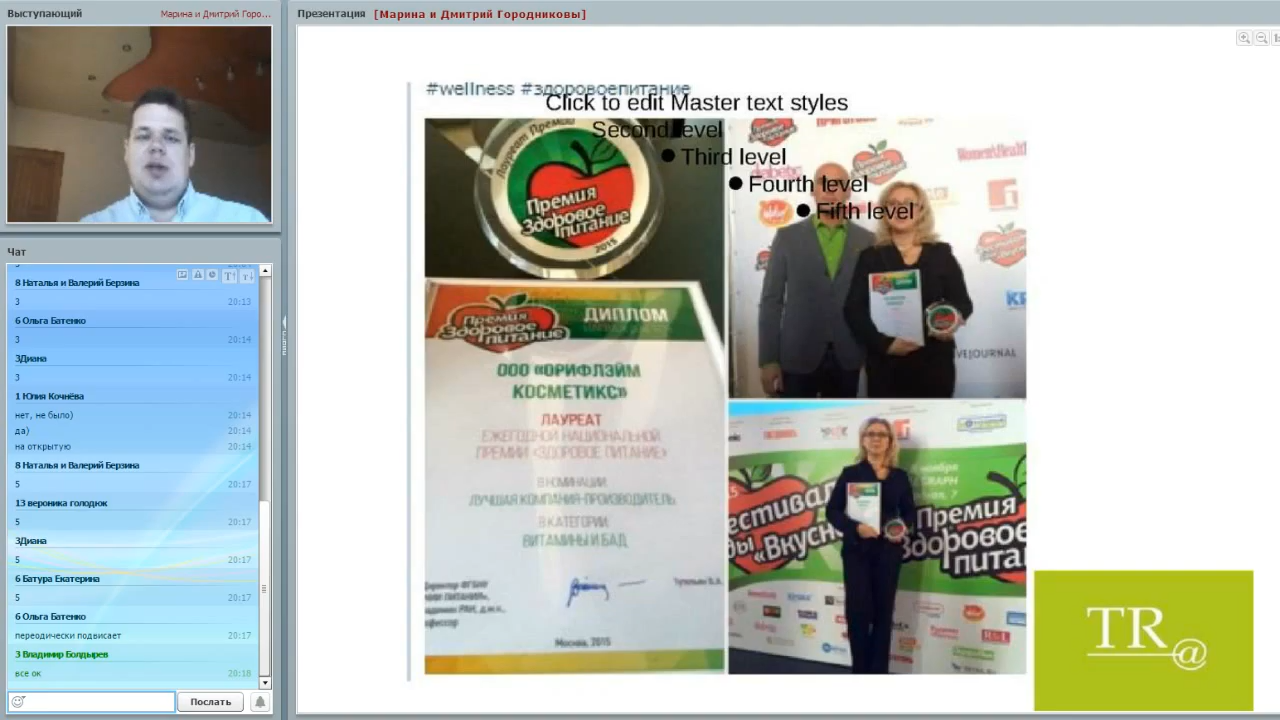 Выступающий
Марина и Дмитрий Горо...
Чат
8 Наталья и Валерий Берзина
3 20:13
6 Ольга Батенко
3 20:14
3Диана
3 20:14
1 Юлия Кочнёва
нет, не было) 20:14
да) 20:14
на открытую 20:14
8 Наталья и Валерий Берзина
5 20:17
13 вероника голодюк
5 20:17
3Диана
5 20:17
6 Батура Екатерина
5 20:17
6 Ольга Батенко
переодически подвисает 20:17
3 Владимир Болдырев
все ок 20:18
Послать
Презентация [Марина и Дмитрий Городниковы]
#wellness #здоровоепитание
Click to edit Master text styles
Second level
Third level
Fourth level
Fifth level
Лауреат Премии
Премия
Здоровое
питание
2015
Премия
Здоровое
питание
ДИПЛОМ
ООО «ОРИФЛЭЙМ
КОСМЕТИКС»
ЛАУРЕАТ
ЕЖЕГОДНОЙ НАЦИОНАЛЬНОЙ
ПРЕМИИ «ЗДОРОВОЕ ПИТАНИЕ»
В НОМИНАЦИИ
ЛУЧШАЯ КОМПАНИЯ-ПРОИЗВОДИТЕЛЬ
В КАТЕГОРИИ
ВИТАМИНЫ И БАД
Тутельян В.А.
Москва, 2015
Women'sHealth
VEJOURNAL
Премия
Здоровое
пита
TR@